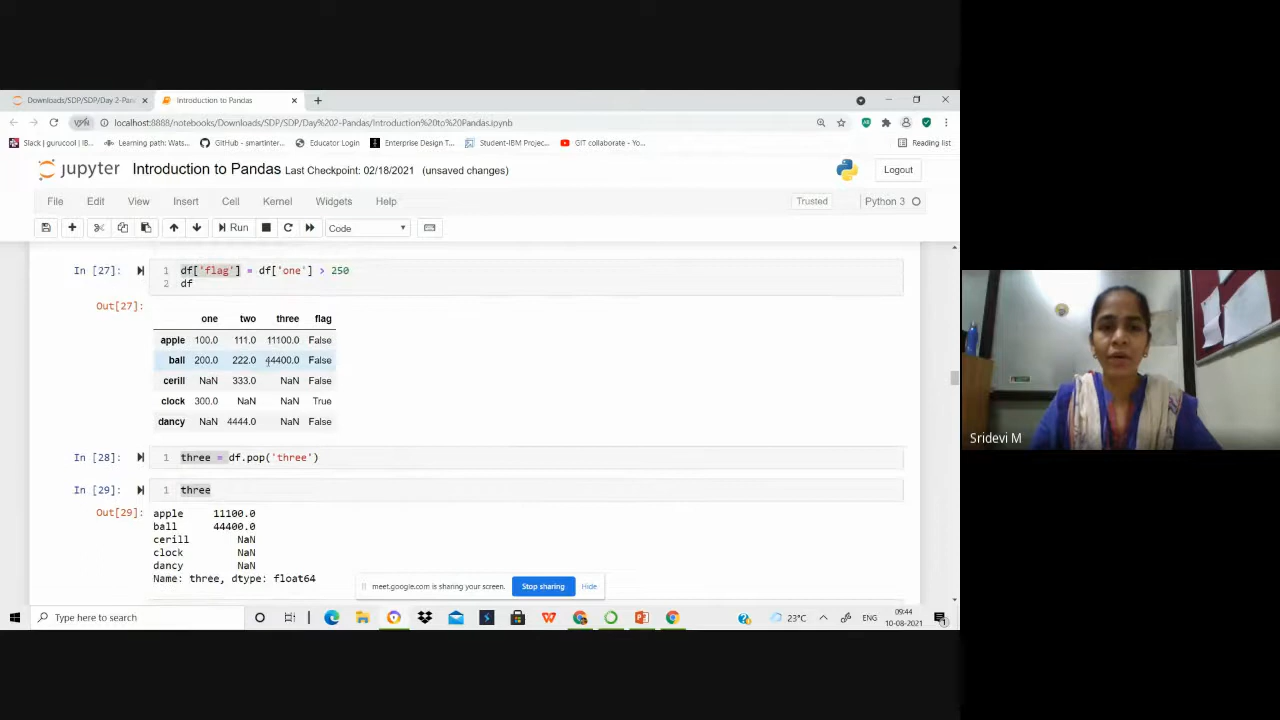 Downloads/SDP/SDP/Day 2-Pan
Introduction to Pandas
VPN
localhost:8888/notebooks/Downloads/SDP/SDP/Day%202-Pandas/Introduction%20to%20Pandas.ipynb
Slack | gurucool | IB... Learning path: Wats... GitHub - smartinter... Educator Login Enterprise Design T... Student-IBM Projec... GIT collaborate - Yo... Reading list
jupyter Introduction to Pandas Last Checkpoint: 02/18/2021 (unsaved changes) Logout
File Edit View Insert Cell Kernel Widgets Help Trusted Python 3
Run Code
In [27]: 1 df['flag'] = df['one'] > 250
2 df
Out[27]:
one two three flag
apple 100.0 111.0 11100.0 False
ball 200.0 222.0 44400.0 False
cerill NaN 333.0 NaN False
clock 300.0 NaN NaN True
dancy NaN 4444.0 NaN False
In [28]: 1 three = df.pop('three')
In [29]: 1 three
Out[29]: apple 11100.0
ball 44400.0
cerill NaN
clock NaN
dancy NaN
Name: three, dtype: float64
meet.google.com is sharing your screen. Stop sharing Hide
Type here to search
23°C ENG 09:44
10-08-2021
Sridevi M